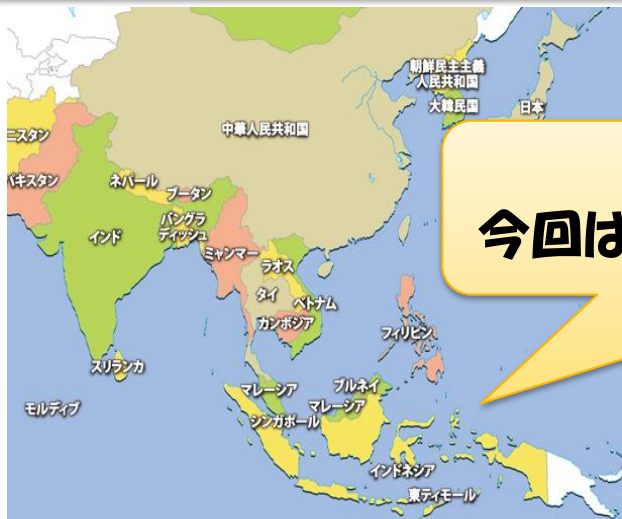 朝鮮民主主義
人民共和国
大韓民国
日本
中華人民共和国
ニスタン
パキスタン
ネパール
ブータン
バングラ
ディッシュ
インド
ミャンマー
ラオス
タイ
ベトナム
カンボジア
フィリピン
スリランカ
モルディブ
マレーシア
ブルネイ
マレーシア
シンガポール
インドネシア
東ティモール
今回は